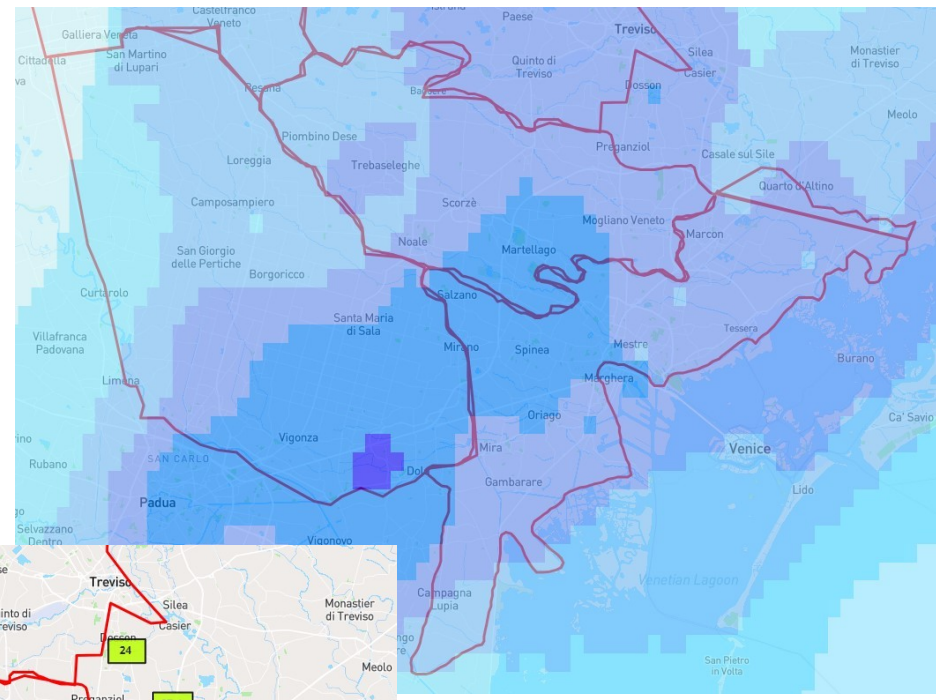 Castelfranco
Veneto
Paese
Treviso
Galliera Veneta
Cittadella
San Martino
di Lupari
Quinto di
Treviso
Silea
Casier
Monastier
di Treviso
Resana
Dosson
Meolo
Piombino Dese
Preganziol
Loreggia
Trebaseleghe
Casale sul Sile
Quarto d'Altino
Camposampiero
Scorzè
Mogliano Veneto
Marcon
San Giorgio
delle Pertiche
Noale
Martellago
Borgoricco
Curtarolo
Salzano
Santa Maria
di Sala
Tessera
Villafranca
Padovana
Mirano
Spinea
Mestre
Burano
Limena
Marghera
Ca' Savio
Oriago
Vigonza
Mira
Venice
Rubano
SAN CARLO
Dolo
Gambarare
Lido
Padua
Selvazzano
Dentro
Vigonovo
Venetian Lagoon
Campagna
Lupia
San Pietro
in Volta
Treviso
Silea
Casier
Monastier
di Treviso
Dosson
24
Meolo
Preganziol